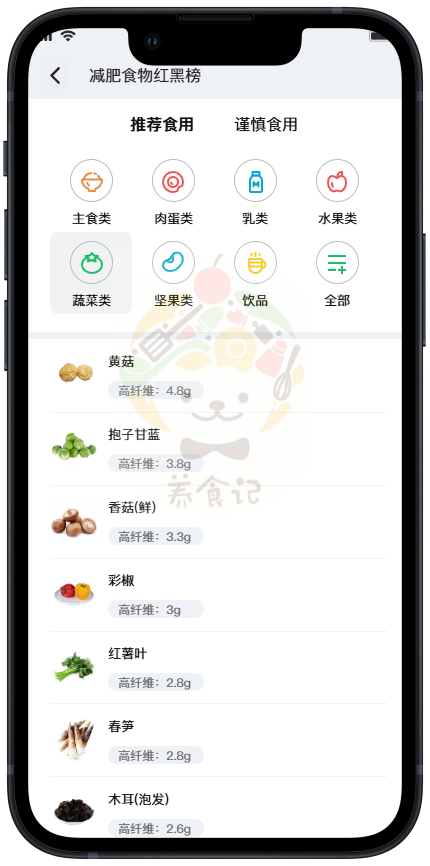 减肥食物红黑榜
推荐食用 谨慎食用
主食类 肉蛋类 乳类 水果类
蔬菜类 坚果类 饮品 全部
黄菇
高纤维：4.8g
抱子甘蓝
高纤维：3.8g
养食记
香菇(鲜)
高纤维：3.3g
彩椒
高纤维：3g
红薯叶
高纤维：2.8g
春笋
高纤维：2.8g
木耳(泡发)
高纤维：2.6g